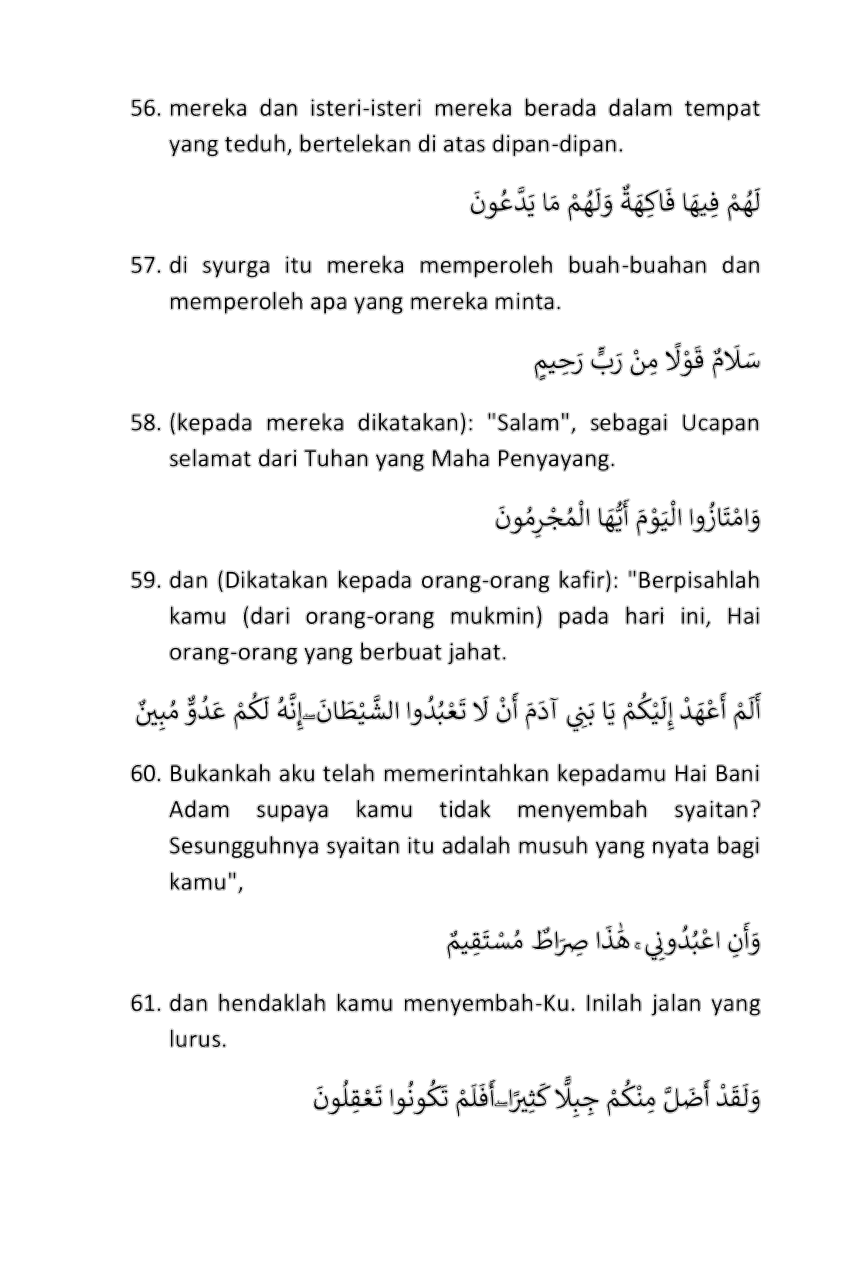 56. mereka dan isteri-isteri mereka berada dalam tempat
yang teduh, bertelekan di atas dipan-dipan.
لَهُمْ فِيهَا فَاكِهَةٌ وَلَهُمْ مَا يَدَّعُونَ
57. di syurga itu mereka memperoleh buah-buahan dan
memperoleh apa yang mereka minta.
سَلَامٌ قَوْلًا مِنْ رَبٍّ رَحِيمٍ
58. (kepada mereka dikatakan): "Salam", sebagai Ucapan
selamat dari Tuhan yang Maha Penyayang.
وَامْتَازُوا الْيَوْمَ أَيُّهَا الْمُجْرِمُونَ
59. dan (Dikatakan kepada orang-orang kafir): "Berpisahlah
kamu (dari orang-orang mukmin) pada hari ini, Hai
orang-orang yang berbuat jahat.
أَلَمْ أَعْهَدْ إِلَيْكُمْ يَا بَنِي آدَمَ أَنْ لَا تَعْبُدُوا الشَّيْطَانَ ۖ إِنَّهُ لَكُمْ عَدُوٌّ مُبِينٌ
60. Bukankah aku telah memerintahkan kepadamu Hai Bani
Adam supaya kamu tidak menyembah syaitan?
Sesungguhnya syaitan itu adalah musuh yang nyata bagi
kamu",
وَأَنِ اعْبُدُونِي ۚ هَٰذَا صِرَاطٌ مُسْتَقِيمٌ
61. dan hendaklah kamu menyembah-Ku. Inilah jalan yang
lurus.
وَلَقَدْ أَضَلَّ مِنْكُمْ جِبِلًّا كَثِيرًا ۖ أَفَلَمْ تَكُونُوا تَعْقِلُونَ